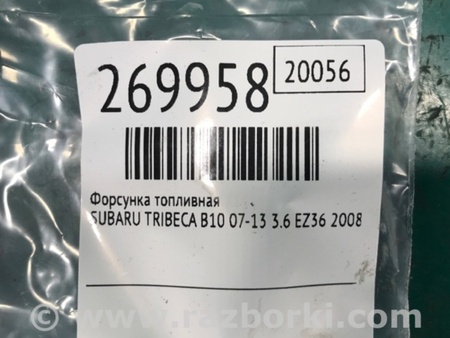 269958
20056
Форсунка топливная
SUBARU TRIBECA B10 07-13 3.6 EZ36 2008
© www.razborki.com